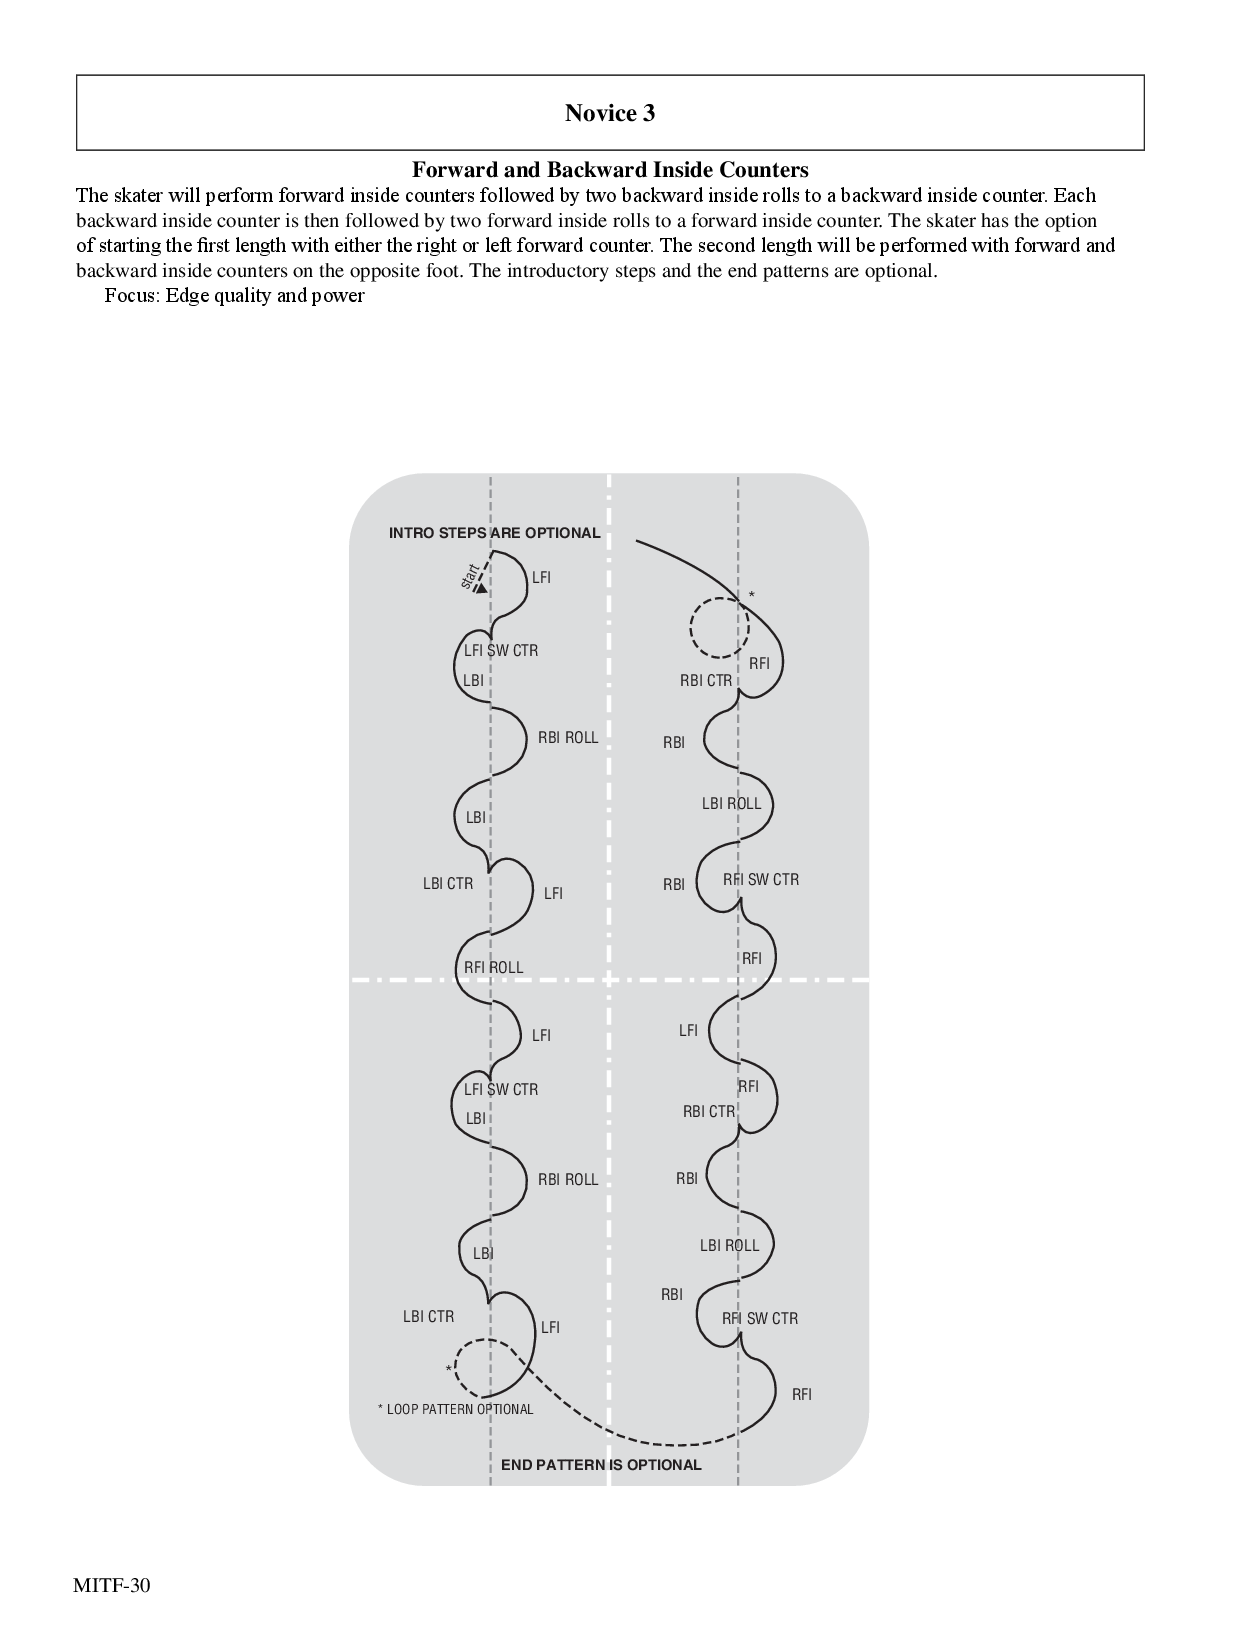 Novice 3
Forward and Backward Inside Counters
The skater will perform forward inside counters followed by two backward inside rolls to a backward inside counter. Each
backward inside counter is then followed by two forward inside rolls to a forward inside counter. The skater has the option
of starting the first length with either the right or left forward counter. The second length will be performed with forward and
backward inside counters on the opposite foot. The introductory steps and the end patterns are optional.
Focus: Edge quality and power
INTRO STEPS ARE OPTIONAL
start
LFI
LFI SW CTR
LBI
RBI ROLL
LBI
LBI CTR
LFI
RFI ROLL
LFI
LFI SW CTR
LBI
RBI ROLL
LBI
LBI CTR
LFI
*
* LOOP PATTERN OPTIONAL
*
RFI
RBI CTR
RBI
LBI ROLL
RBI
RFI SW CTR
RFI
LFI
RFI
RBI CTR
RBI
LBI ROLL
RBI
RFI SW CTR
RFI
END PATTERN IS OPTIONAL
MITF-30